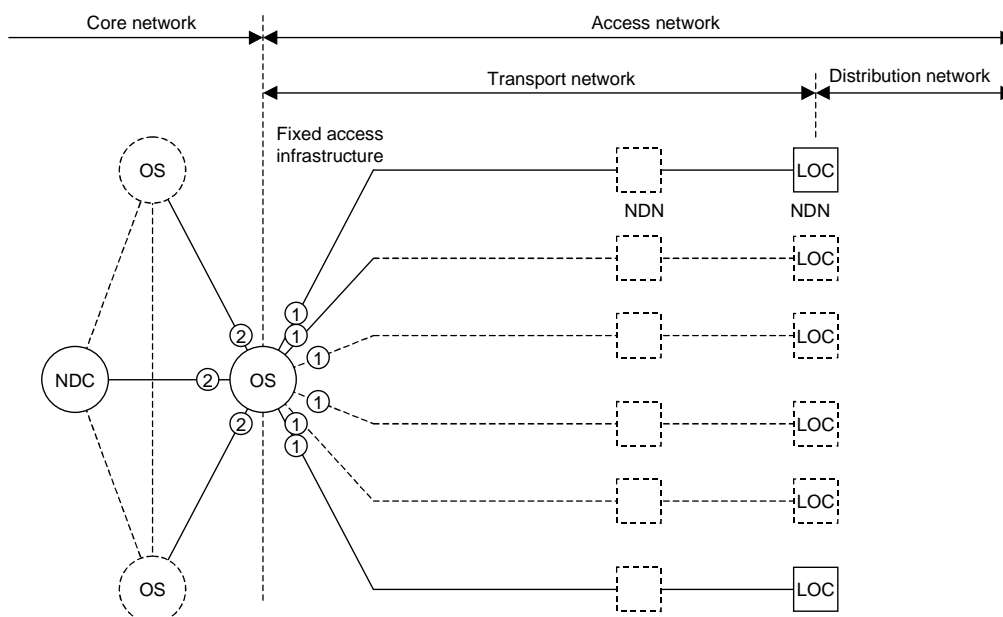 Core network
Access network
Transport network
Distribution network
Fixed access
infrastructure
OS
LOC
NDN
NDN
LOC
1
2
1
1
LOC
NDC
2
OS
1
2
1
LOC
1
LOC
OS
LOC